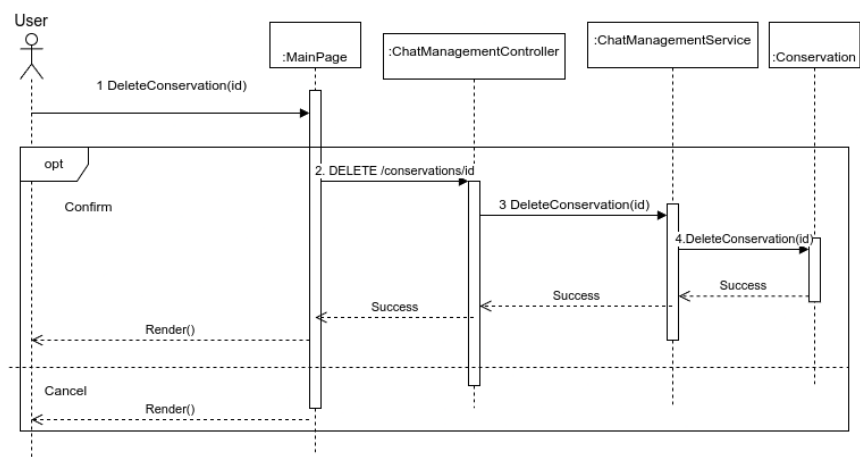 User
:MainPage
:ChatManagementController
:ChatManagementService
:Conservation
1 DeleteConservation(id)
opt
2. DELETE /conservations/id
Confirm
3 DeleteConservation(id)
4.DeleteConservation(id)
Success
Success
Success
Render()
Cancel
Render()